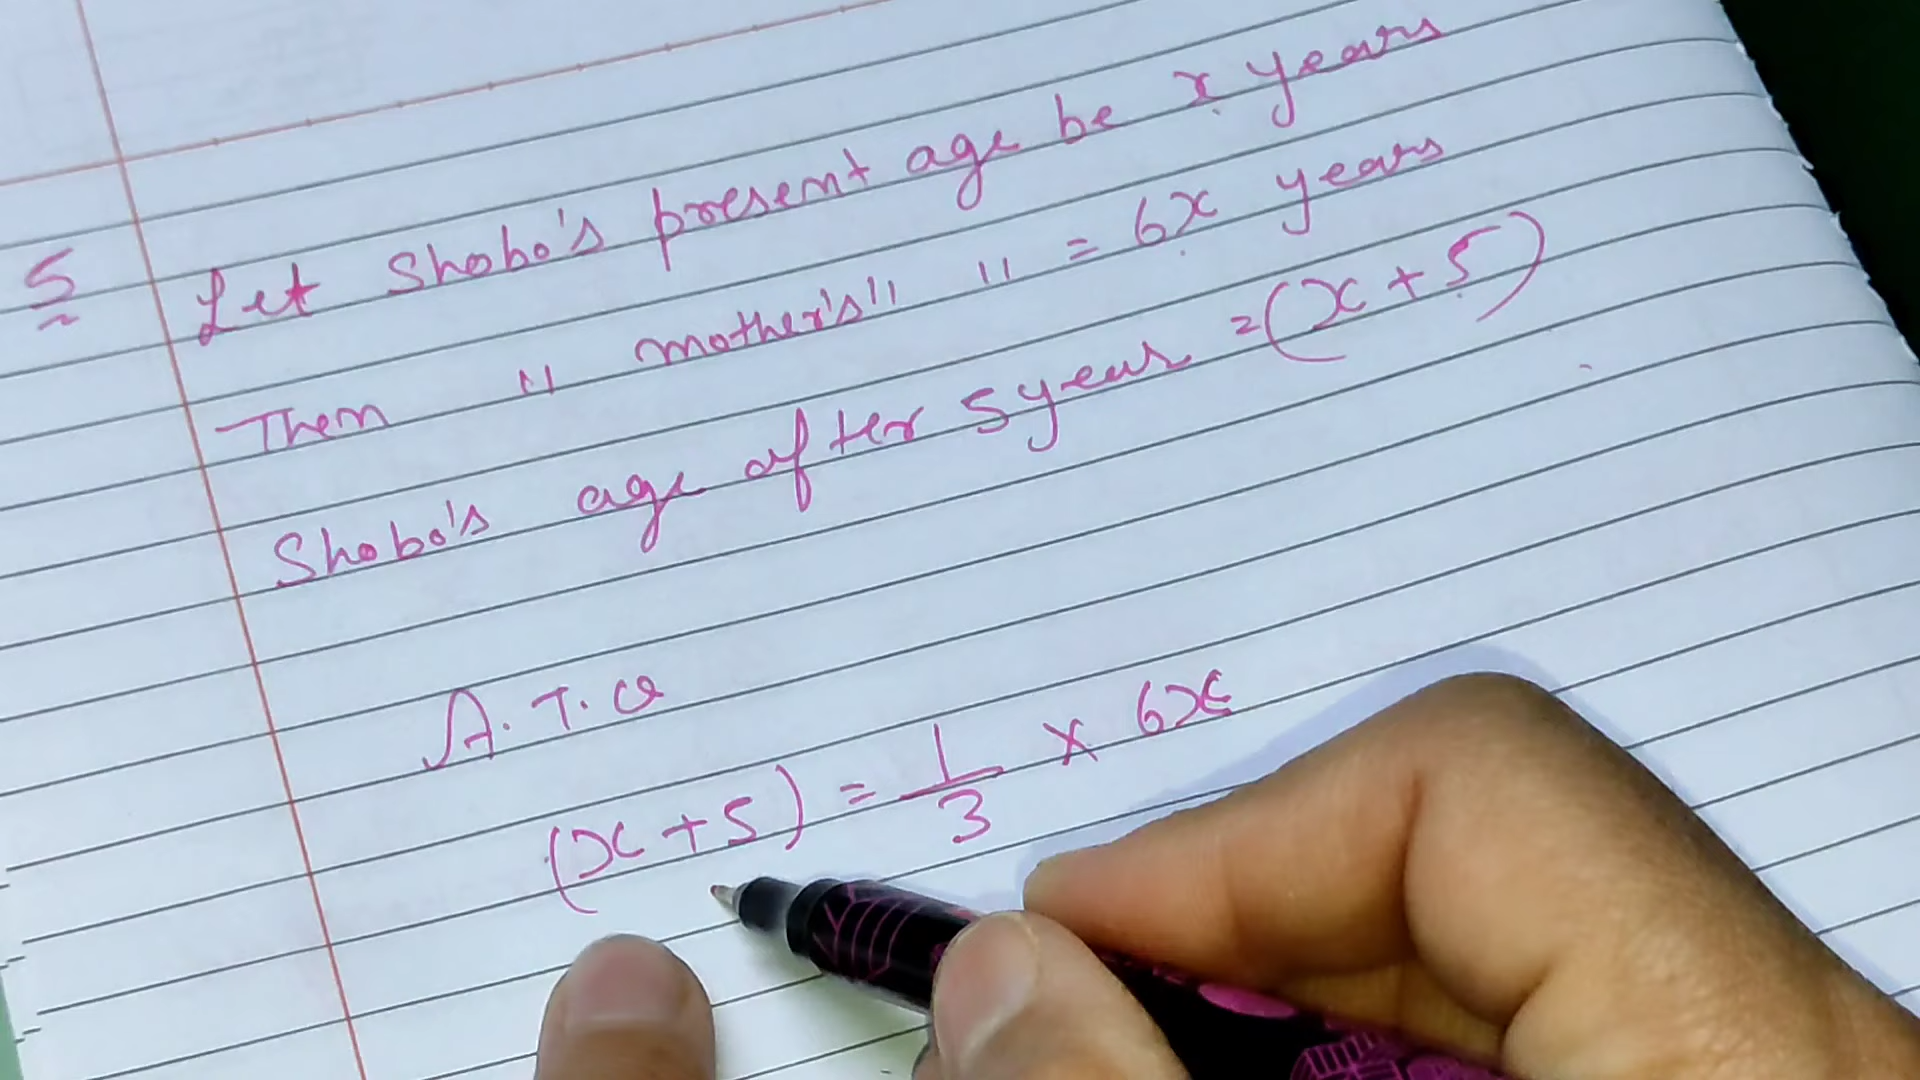 5
Let Shobo's present age be x years
Then " mother's " " = 6x years
Shobo's age after 5 year = (x + 5)
A.T.Q
(x + 5) = 1/3 × 6x